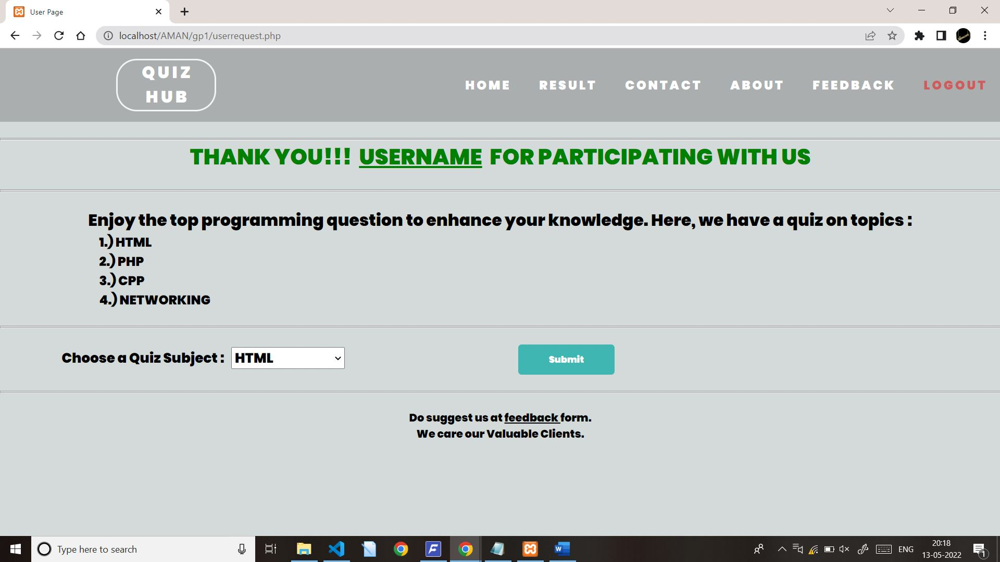 User Page
localhost/AMAN/gp1/userrequest.php
QUIZ
HUB
HOME RESULT CONTACT ABOUT FEEDBACK LOGOUT
THANK YOU!!! USERNAME FOR PARTICIPATING WITH US
Enjoy the top programming question to enhance your knowledge. Here, we have a quiz on topics :
1.) HTML
2.) PHP
3.) CPP
4.) NETWORKING
Choose a Quiz Subject : HTML Submit
Do suggest us at feedback form.
We care our Valuable Clients.
Type here to search
ENG
20:18
13-05-2022
1